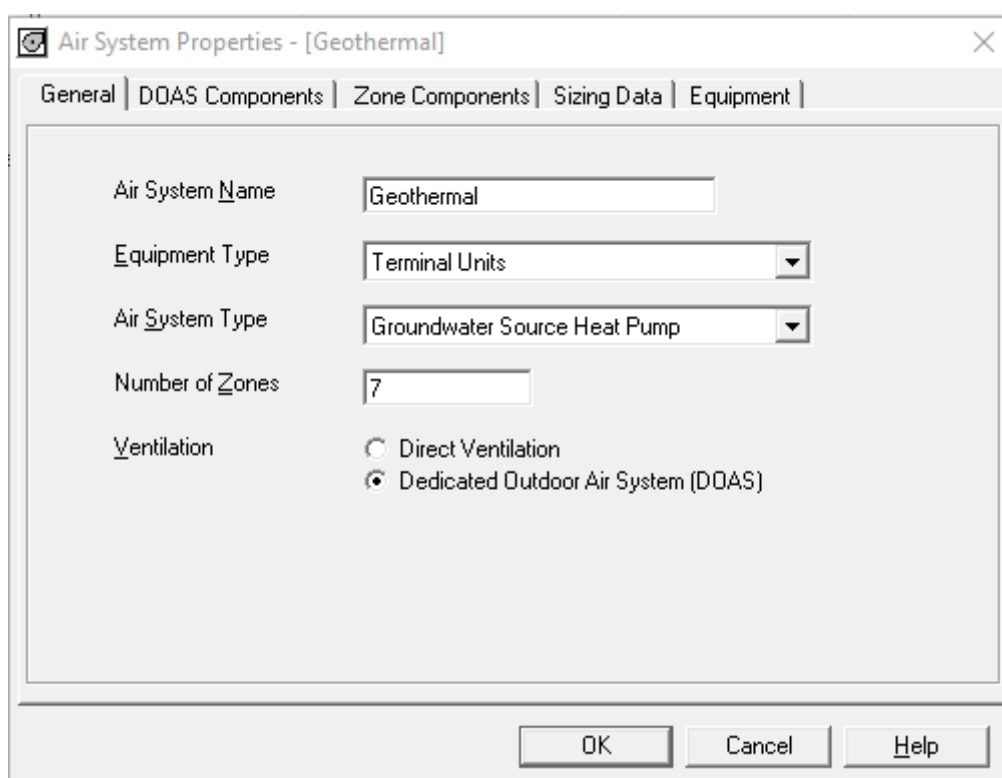 Air System Properties - [Geothermal]
General DOAS Components Zone Components Sizing Data Equipment
Air System Name Geothermal
Equipment Type Terminal Units
Air System Type Groundwater Source Heat Pump
Number of Zones 7
Ventilation Direct Ventilation
Dedicated Outdoor Air System (DOAS)
OK Cancel Help